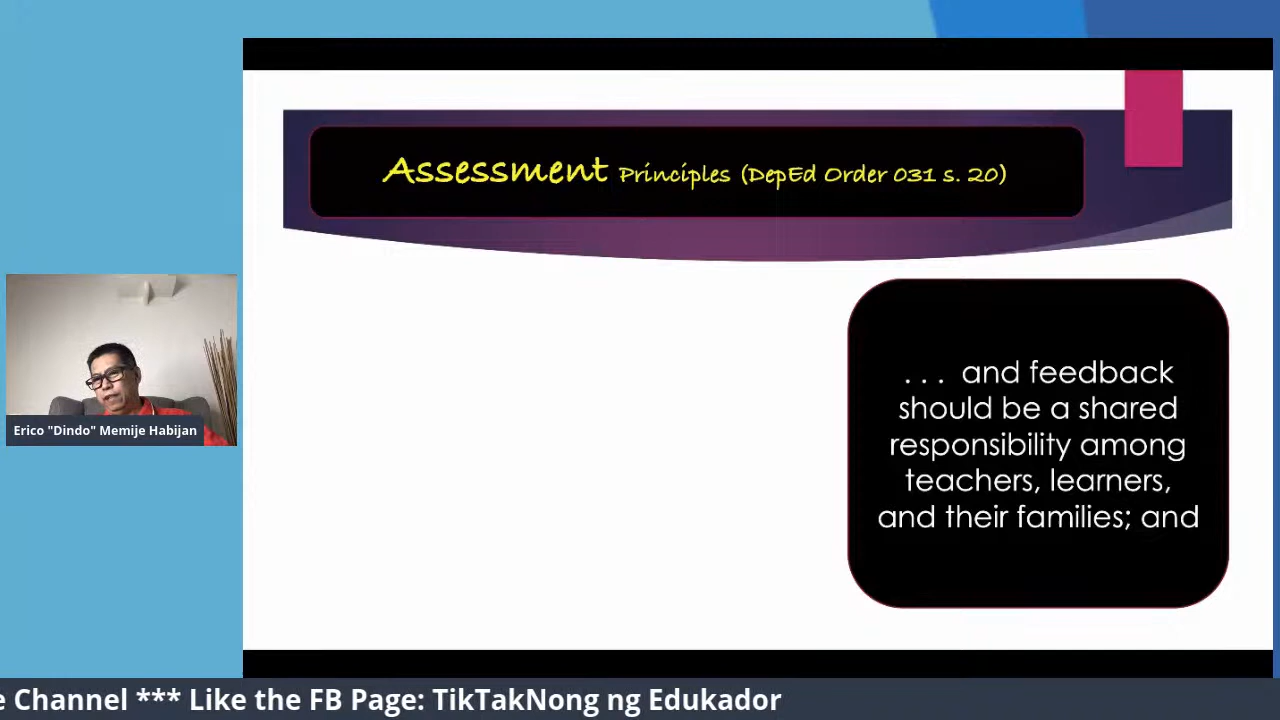 Assessment Principles (DepEd Order 031 s. 20)
. . . and feedback
should be a shared
responsibility among
teachers, learners,
and their families; and
Erico "Dindo" Memije Habijan
e Channel *** Like the FB Page: TikTakNong ng Edukador